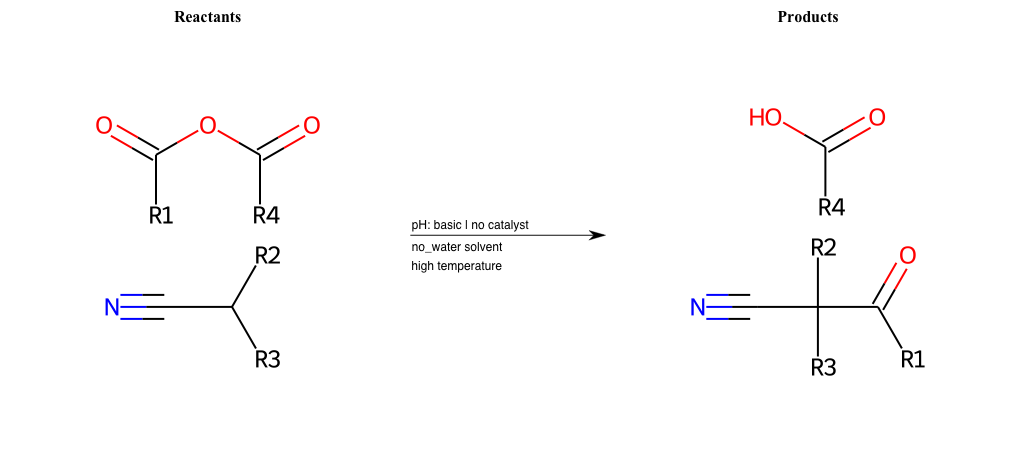 Reactants Products
O O O
R1 R4
R2
N
R3
pH: basic | no catalyst
no_water solvent
high temperature
HO O
R4
R2 O
N
R3 R1